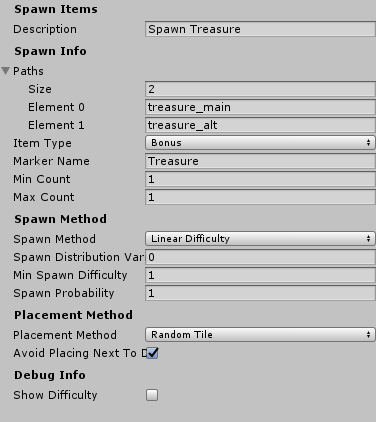 Spawn Items
Description Spawn Treasure
Spawn Info
Paths
Size 2
Element 0 treasure_main
Element 1 treasure_alt
Item Type Bonus
Marker Name Treasure
Min Count 1
Max Count 1
Spawn Method
Spawn Method Linear Difficulty
Spawn Distribution Var 0
Min Spawn Difficulty 1
Spawn Probability 1
Placement Method
Placement Method Random Tile
Avoid Placing Next To D
Debug Info
Show Difficulty